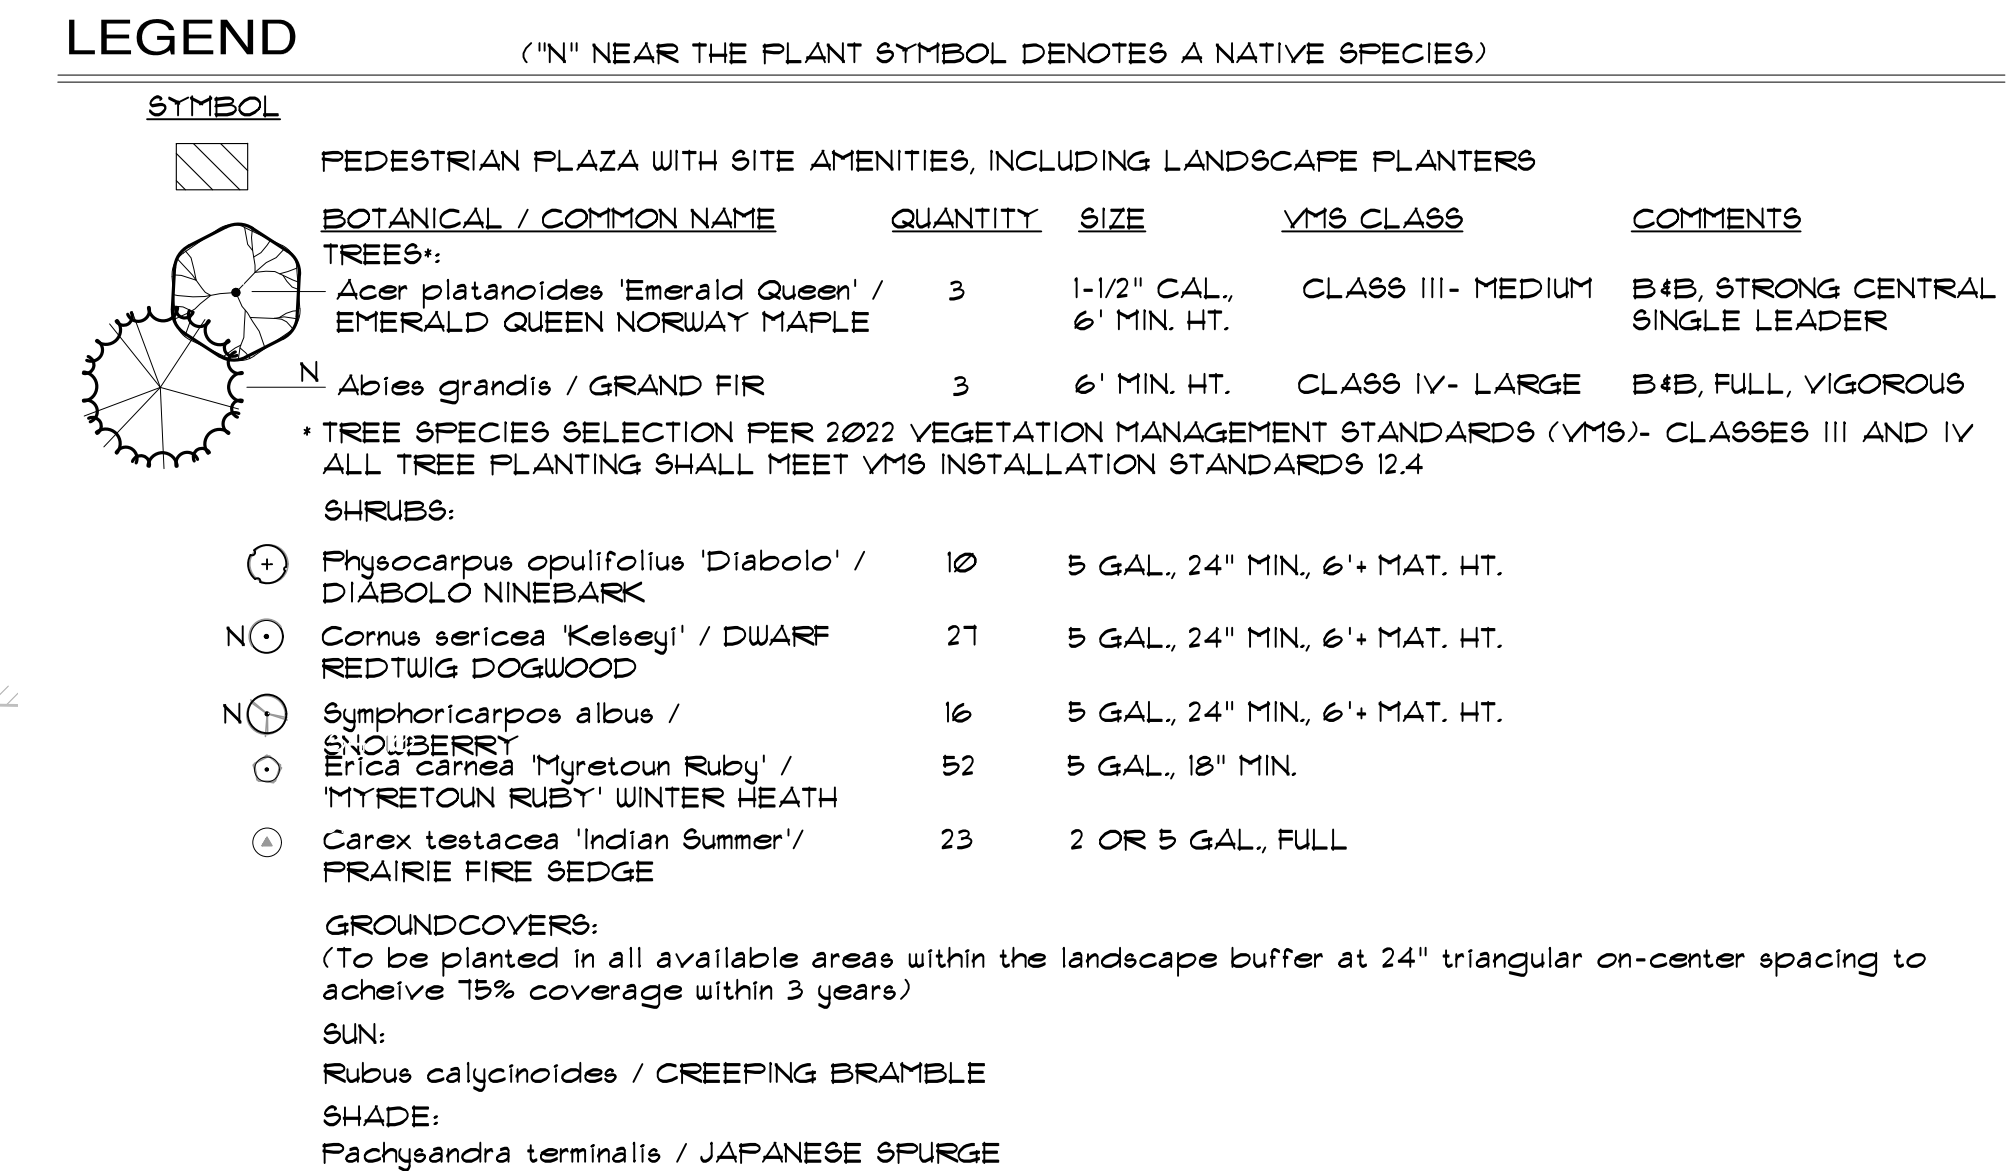 LEGEND ("N" NEAR THE PLANT SYMBOL DENOTES A NATIVE SPECIES)
SYMBOL
PEDESTRIAN PLAZA WITH SITE AMENITIES, INCLUDING LANDSCAPE PLANTERS
BOTANICAL / COMMON NAME QUANTITY SIZE VMS CLASS COMMENTS
TREES*:
Acer platanoides 'Emerald Queen' / 3 1-1/2" CAL., CLASS III- MEDIUM B&B, STRONG CENTRAL
EMERALD QUEEN NORWAY MAPLE 6' MIN. HT. SINGLE LEADER
N Abies grandis / GRAND FIR 3 6' MIN. HT. CLASS IV- LARGE B&B, FULL, VIGOROUS
* TREE SPECIES SELECTION PER 2022 VEGETATION MANAGEMENT STANDARDS (VMS)- CLASSES III AND IV
ALL TREE PLANTING SHALL MEET VMS INSTALLATION STANDARDS 12.4
SHRUBS:
Physocarpus opulifolius 'Diabolo' / 10 5 GAL., 24" MIN., 6'+ MAT. HT.
DIABOLO NINEBARK
N Cornus sericea 'Kelseyi' / DWARF 27 5 GAL., 24" MIN., 6'+ MAT. HT.
REDTWIG DOGWOOD
N Symphoricarpos albus / 16 5 GAL., 24" MIN., 6'+ MAT. HT.
SNOWBERRY
Erica carnea 'Myretoun Ruby' / 52 5 GAL., 18" MIN.
'MYRETOUN RUBY' WINTER HEATH
Carex testacea 'Indian Summer'/ 23 2 OR 5 GAL., FULL
PRAIRIE FIRE SEDGE
GROUNDCOVERS:
(To be planted in all available areas within the landscape buffer at 24" triangular on-center spacing to
acheive 75% coverage within 3 years)
SUN:
Rubus calycinoides / CREEPING BRAMBLE
SHADE:
Pachysandra terminalis / JAPANESE SPURGE